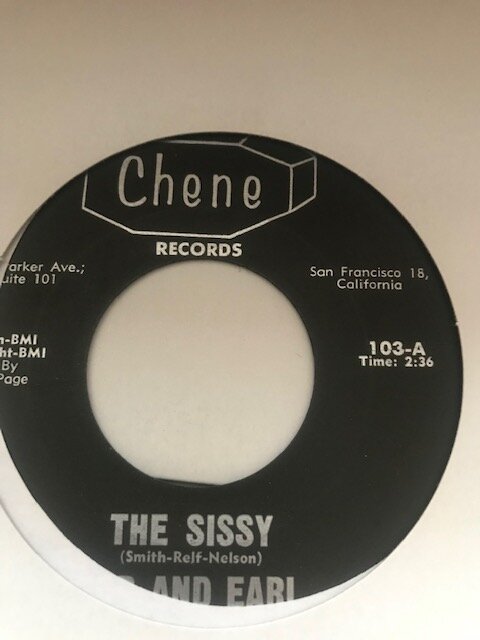 Chene
RECORDS
arker Ave.;
uite 101
San Francisco 18,
California
-BMI
ht-BMI
By
Page
103-A
Time: 2:36
THE SISSY
(Smith-Relf-Nelson)
AND EARL